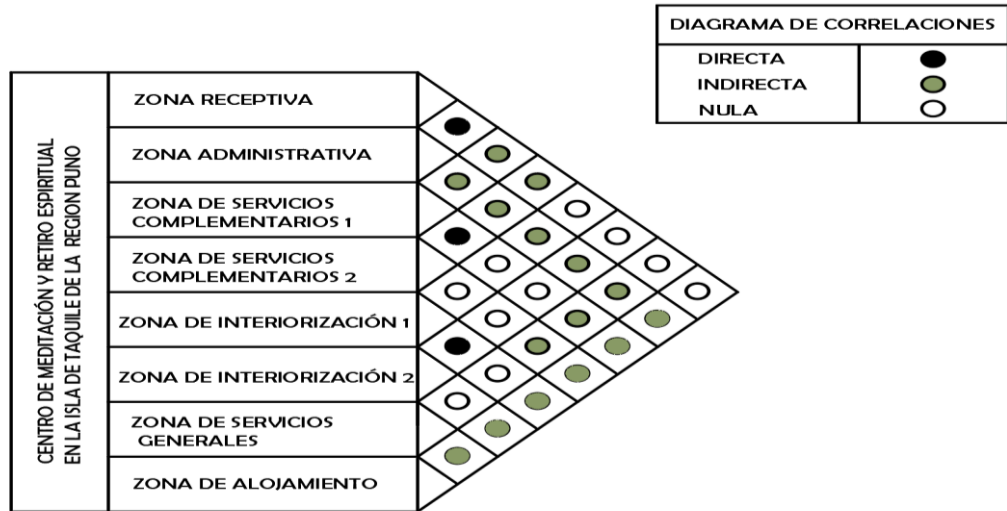 DIAGRAMA DE CORRELACIONES
DIRECTA
INDIRECTA
NULA
CENTRO DE MEDITACIÓN Y RETIRO ESPIRITUAL
EN LA ISLA DE TAQUILE DE LA REGION PUNO
ZONA RECEPTIVA
ZONA ADMINISTRATIVA
ZONA DE SERVICIOS
COMPLEMENTARIOS 1
ZONA DE SERVICIOS
COMPLEMENTARIOS 2
ZONA DE INTERIORIZACIÓN 1
ZONA DE INTERIORIZACIÓN 2
ZONA DE SERVICIOS
GENERALES
ZONA DE ALOJAMIENTO